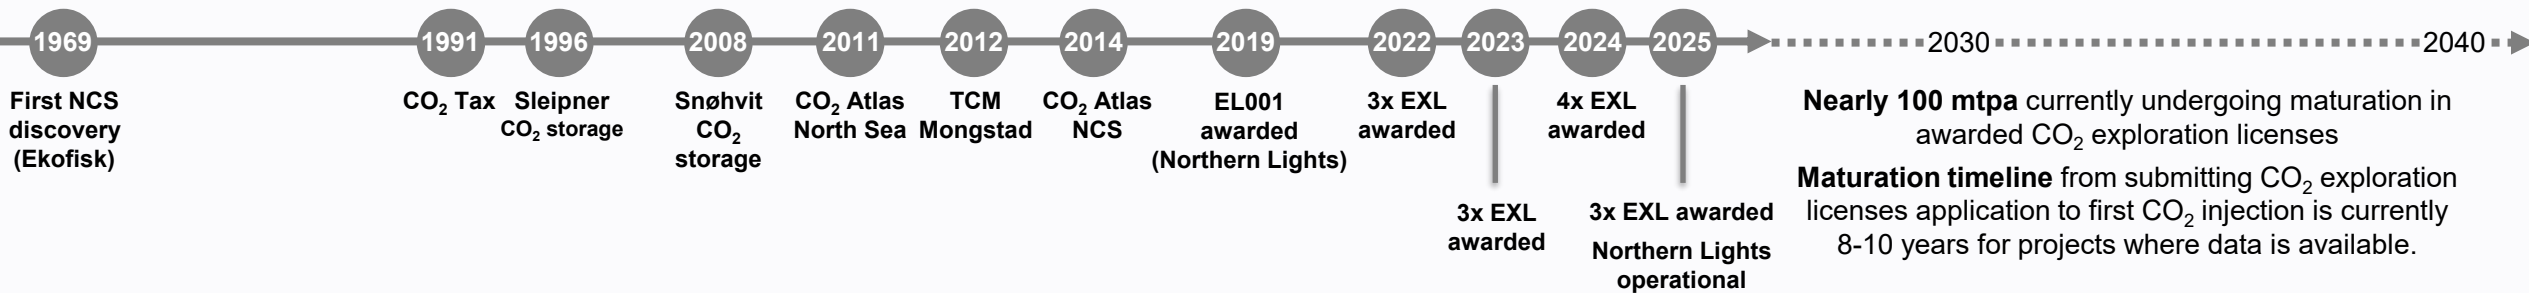 1969
1991
1996
2008
2011
2012
2014
2019
2022
2023
2024
2025
2030
2040
First NCS
discovery
(Ekofisk)
CO₂ Tax
Sleipner
CO₂ storage
Snøhvit
CO₂
storage
CO₂ Atlas
North Sea
TCM
Mongstad
CO₂ Atlas
NCS
EL001
awarded
(Northern Lights)
3x EXL
awarded
3x EXL
awarded
4x EXL
awarded
3x EXL awarded
Northern Lights
operational
Nearly 100 mtpa currently undergoing maturation in
awarded CO₂ exploration licenses
Maturation timeline from submitting CO₂ exploration
licenses application to first CO₂ injection is currently
8-10 years for projects where data is available.